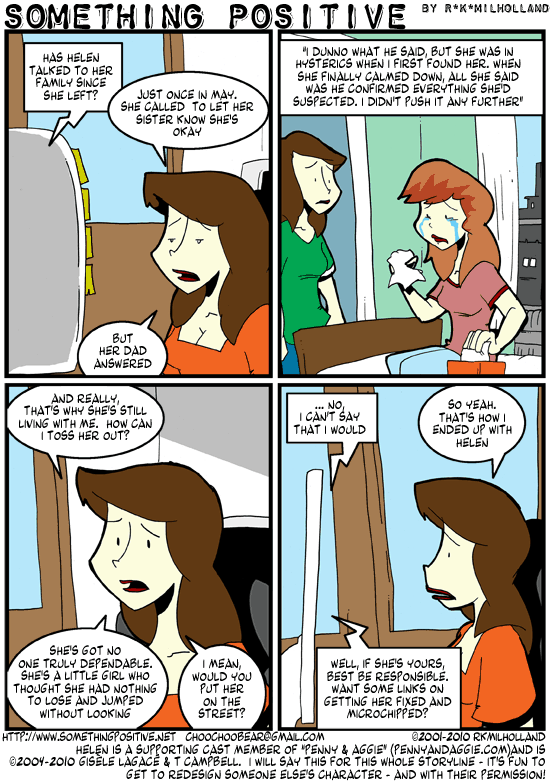 SOMETHING POSITIVE
BY R*K*MILHOLLAND
HAS HELEN
TALKED TO HER
FAMILY SINCE
SHE LEFT?
JUST ONCE IN MAY.
SHE CALLED TO LET HER
SISTER KNOW SHE'S
OKAY
BUT
HER DAD
ANSWERED
"I DUNNO WHAT HE SAID, BUT SHE WAS IN
HYSTERICS WHEN I FIRST FOUND HER. WHEN
SHE FINALLY CALMED DOWN, ALL SHE SAID
WAS HE CONFIRMED EVERYTHING SHE'D
SUSPECTED. I DIDN'T PUSH IT ANY FURTHER"
AND REALLY,
THAT'S WHY SHE'S STILL
LIVING WITH ME. HOW CAN
I TOSS HER OUT?
SHE'S GOT NO
ONE TRULY DEPENDABLE.
SHE'S A LITTLE GIRL WHO
THOUGHT SHE HAD NOTHING
TO LOSE AND JUMPED
WITHOUT LOOKING
I MEAN,
WOULD YOU
PUT HER
ON THE
STREET?
... NO,
I CAN'T SAY
THAT I WOULD
SO YEAH.
THAT'S HOW I
ENDED UP WITH
HELEN
WELL, IF SHE'S YOURS,
BEST BE RESPONSIBLE.
WANT SOME LINKS ON
GETTING HER FIXED AND
MICROCHIPPED?
HTTP://WWW.SOMETHINGPOSITIVE.NET CHOOCHOOBEAR@GMAIL.COM ©2001-2010 RKMILHOLLAND
HELEN IS A SUPPORTING CAST MEMBER OF "PENNY & AGGIE" (PENNYANDAGGIE.COM)AND IS
©2004-2010 GISÈLE LAGACÉ & T CAMPBELL. I WILL SAY THIS FOR THIS WHOLE STORYLINE - IT'S FUN TO
GET TO REDESIGN SOMEONE ELSE'S CHARACTER - AND WITH THEIR PERMISSION!